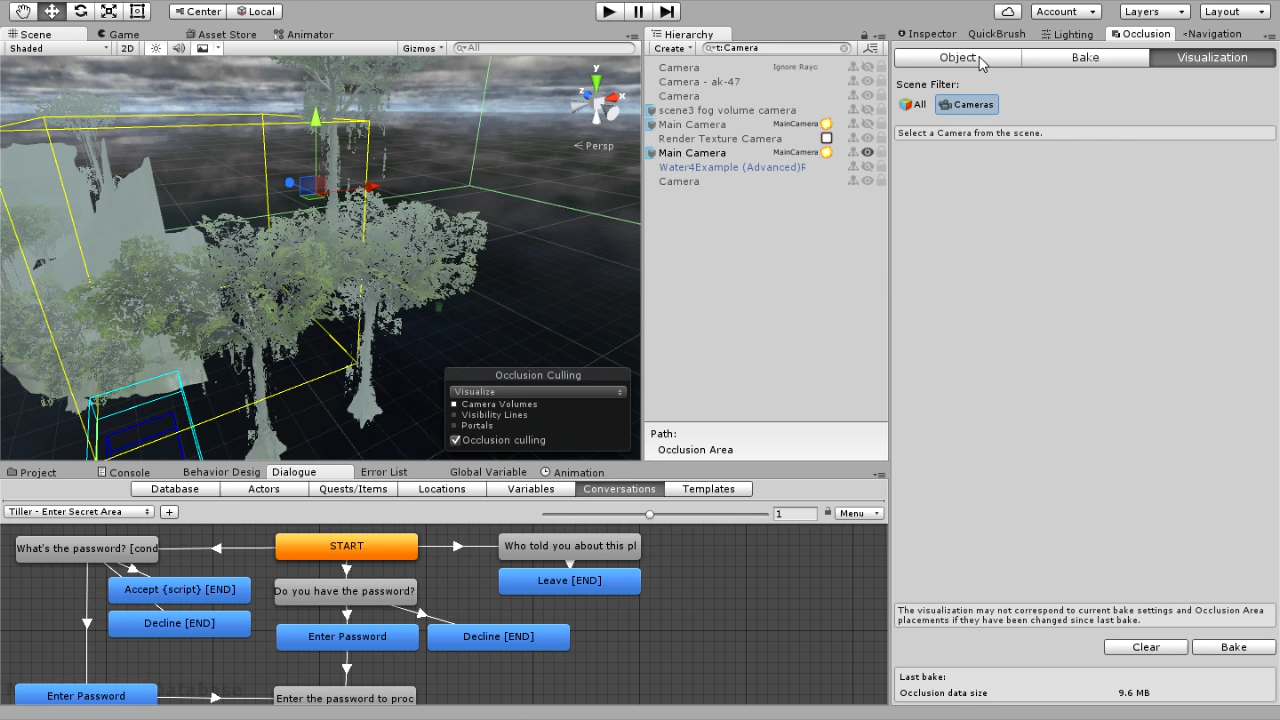 Center Local Account Layers Layout
Scene Game Asset Store Animator
Shaded 2D Gizmos All
y
z x
Persp
Occlusion Culling
Visualize
Camera Volumes
Visibility Lines
Portals
Occlusion culling
Hierarchy
Create t:Camera
Camera Ignore Rayc
Camera - ak-47
Camera
scene3 fog volume camera
Main Camera MainCamera
Render Texture Camera
Main Camera MainCamera
Water4Example (Advanced)R
Camera
Path:
Occlusion Area
Inspector QuickBrush Lighting Occlusion Navigation
Object Bake Visualization
Scene Filter:
All Cameras
Select a Camera from the scene.
The visualization may not correspond to current bake settings and Occlusion Area
placements if they have been changed since last bake.
Clear Bake
Last bake:
Occlusion data size 9.6 MB
Project Console Behavior Desig Dialogue Error List Global Variable Animation
Database Actors Quests/Items Locations Variables Conversations Templates
Tiller - Enter Secret Area + 1 Menu
What's the password? [cond
START
Who told you about this pl
Accept {script} [END]
Do you have the password?
Leave [END]
Decline [END]
Enter Password
Decline [END]
Enter Password
Enter the password to proc